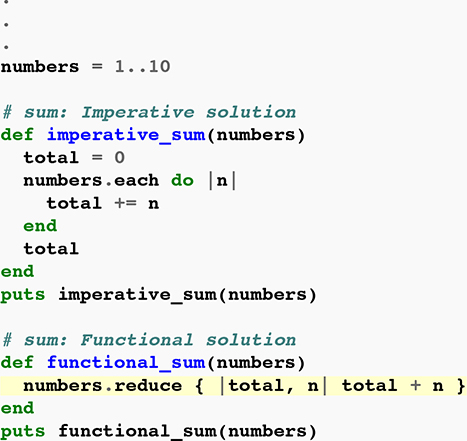 .
.
.
numbers = 1..10

# sum: Imperative solution
def imperative_sum(numbers)
  total = 0
  numbers.each do |n|
    total += n
  end
  total
end
puts imperative_sum(numbers)

# sum: Functional solution
def functional_sum(numbers)
  numbers.reduce { |total, n| total + n }
end
puts functional_sum(numbers)